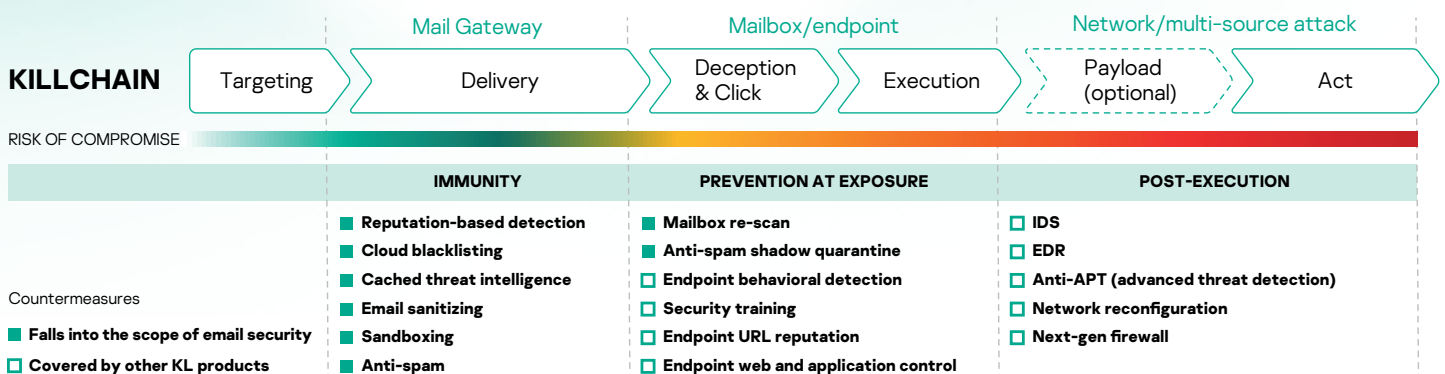 Mail Gateway
Mailbox/endpoint
Network/multi-source attack
KILLCHAIN
Targeting
Delivery
Deception
& Click
Execution
Payload
(optional)
Act
RISK OF COMPROMISE
IMMUNITY
PREVENTION AT EXPOSURE
POST-EXECUTION
Countermeasures
Falls into the scope of email security
Covered by other KL products
Reputation-based detection
Cloud blacklisting
Cached threat intelligence
Email sanitizing
Sandboxing
Anti-spam
Mailbox re-scan
Anti-spam shadow quarantine
Endpoint behavioral detection
Security training
Endpoint URL reputation
Endpoint web and application control
IDS
EDR
Anti-APT (advanced threat detection)
Network reconfiguration
Next-gen firewall